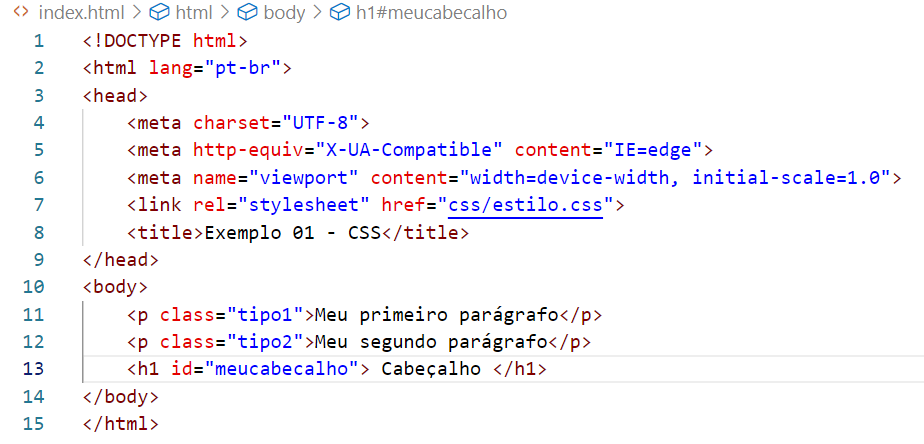 <> index.html > html > body > h1#meucabecalho
1 <!DOCTYPE html>
2 <html lang="pt-br">
3 <head>
4     <meta charset="UTF-8">
5     <meta http-equiv="X-UA-Compatible" content="IE=edge">
6     <meta name="viewport" content="width=device-width, initial-scale=1.0">
7     <link rel="stylesheet" href="css/estilo.css">
8     <title>Exemplo 01 - CSS</title>
9 </head>
10 <body>
11     <p class="tipo1">Meu primeiro parágrafo</p>
12     <p class="tipo2">Meu segundo parágrafo</p>
13     <h1 id="meucabecalho"> Cabeçalho </h1>
14 </body>
15 </html>